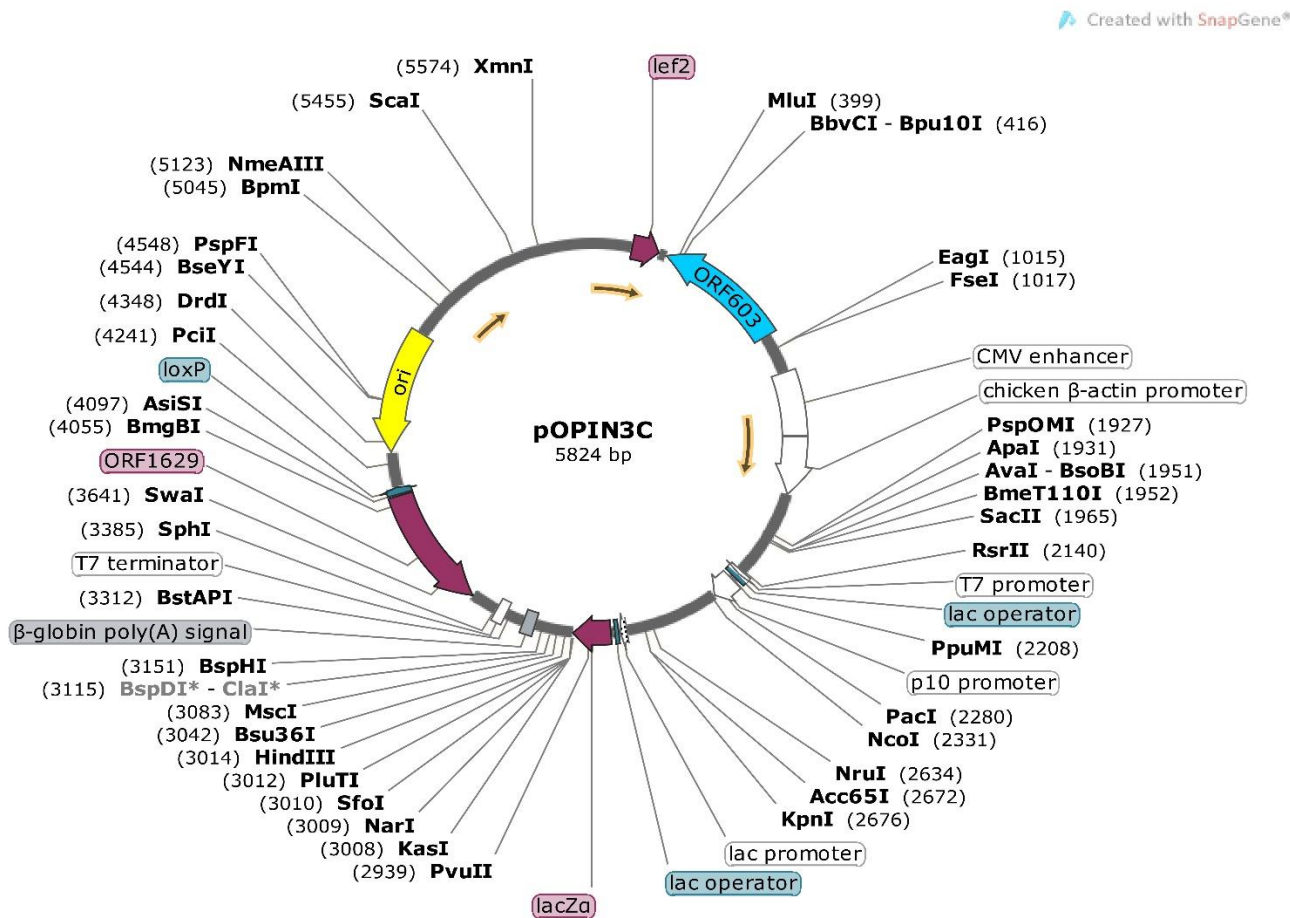 Created with SnapGene®
(5574) XmnI
(5455) ScaI
(5123) NmeAIII
(5045) BpmI
(4548) PspFI
(4544) BseYI
(4348) DrdI
(4241) PciI
loxP
(4097) AsiSI
(4055) BmgBI
ORF1629
(3641) SwaI
(3385) SphI
T7 terminator
(3312) BstAPI
β-globin poly(A) signal
(3151) BspHI
(3115) BspDI* - ClaI*
(3083) MscI
(3042) Bsu36I
(3014) HindIII
(3012) PluTI
(3010) SfoI
(3009) NarI
(3008) KasI
(2939) PvuII
lacZα
lef2
MluI (399)
BbvCI - Bpu10I (416)
EagI (1015)
FseI (1017)
CMV enhancer
chicken β-actin promoter
PspOMI (1927)
ApaI (1931)
AvaI - BsoBI (1951)
BmeT110I (1952)
SacII (1965)
RsrII (2140)
T7 promoter
lac operator
PpuMI (2208)
p10 promoter
PacI (2280)
NcoI (2331)
NruI (2634)
Acc65I (2672)
KpnI (2676)
lac promoter
lac operator
ORF603
ori
pOPIN3C
5824 bp